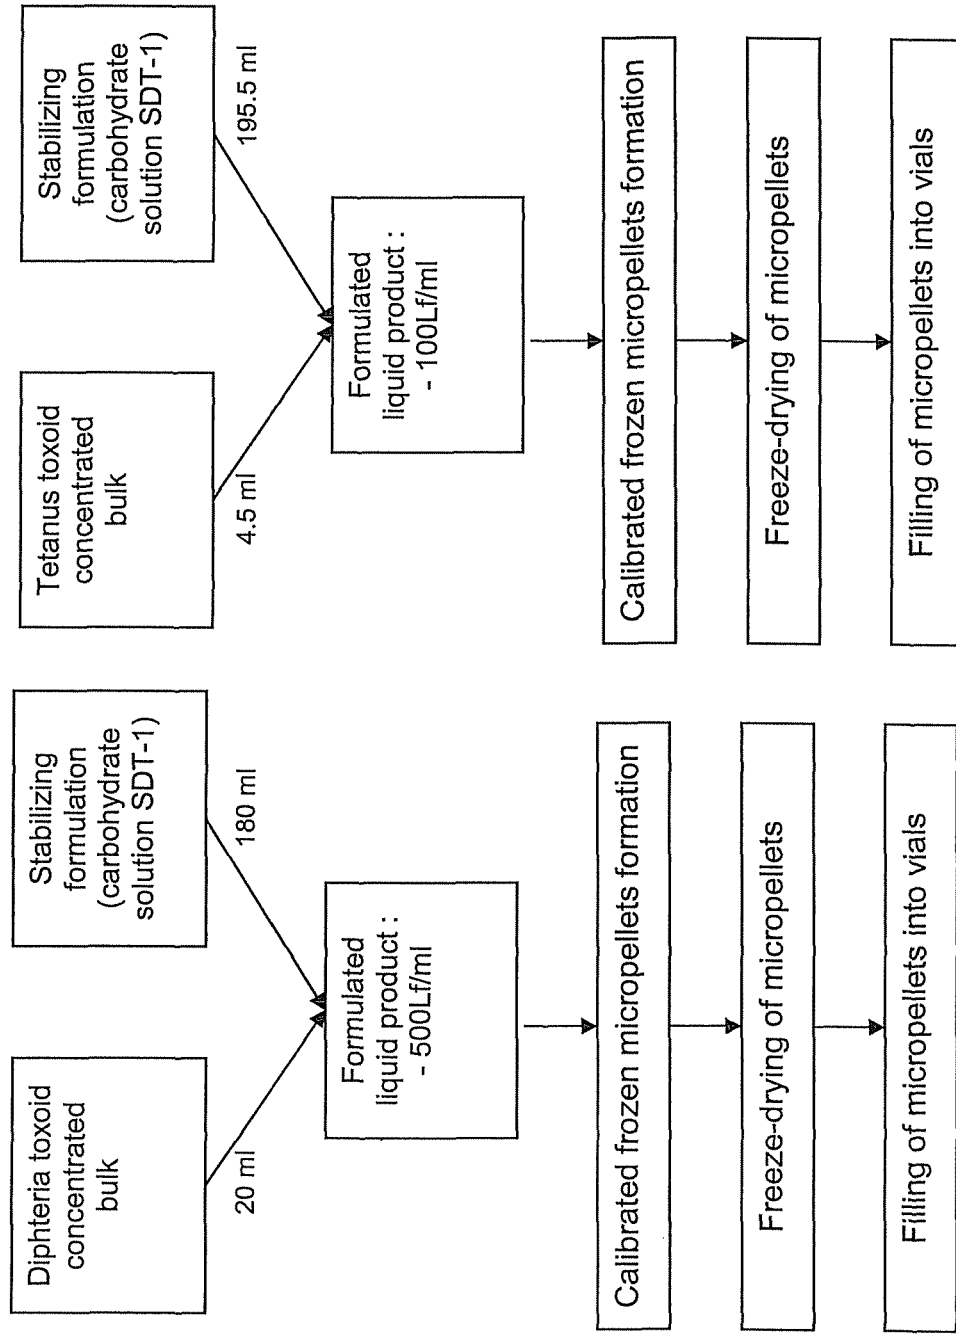 Diphteria toxoid
concentrated
bulk
Stabilizing
formulation
(carbohydrate
solution SDT-1)
20 ml
180 ml
Formulated
liquid product :
- 500Lf/ml
Calibrated frozen micropellets formation
Freeze-drying of micropellets
Filling of micropellets into vials
Tetanus toxoid
concentrated
bulk
Stabilizing
formulation
(carbohydrate
solution SDT-1)
4.5 ml
195.5 ml
Formulated
liquid product :
- 100Lf/ml
Calibrated frozen micropellets formation
Freeze-drying of micropellets
Filling of micropellets into vials